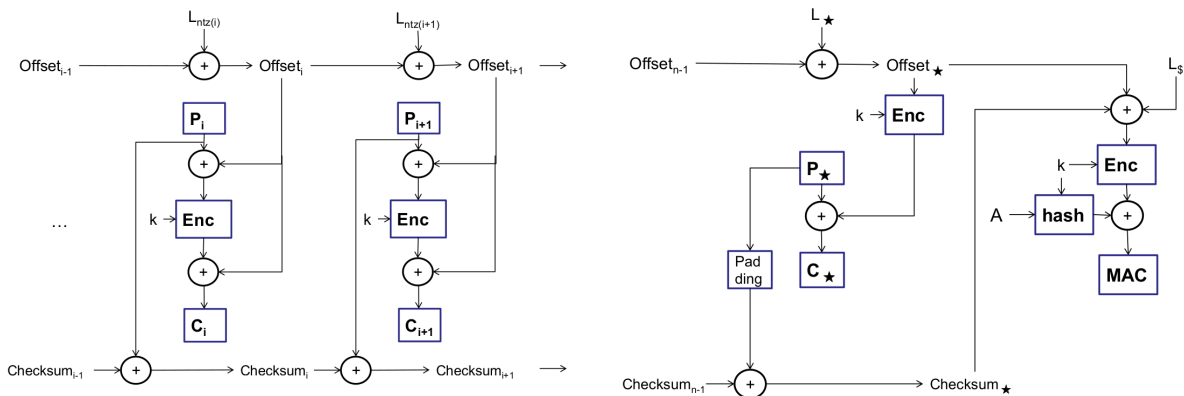 L_ntz(i)
L_ntz(i+1)
Offset_i-1
+
Offset_i
+
Offset_i+1
P_i
P_i+1
+
+
k
Enc
k
Enc
...
+
+
C_i
C_i+1
Checksum_i-1
+
Checksum_i
+
Checksum_i+1
L★
Offset_n-1
+
Offset★
L_$
k
Enc
+
P★
k
Enc
+
A
hash
+
Pad
ding
C★
MAC
Checksum_n-1
+
Checksum★